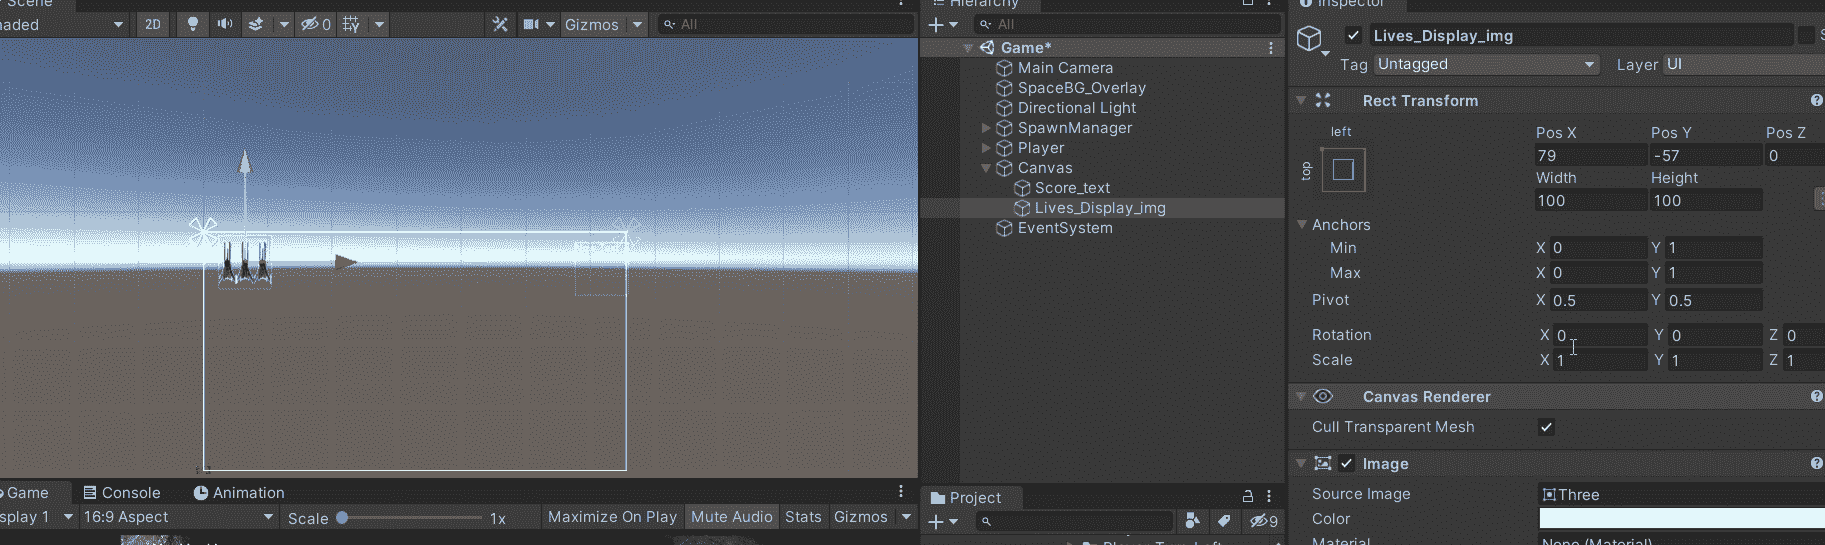 Scene
2D
0
Gizmos
All
Game
Console
Animation
16:9 Aspect
Scale
1x
Maximize On Play
Mute Audio
Stats
Gizmos
Hierarchy
All
Game*
Main Camera
SpaceBG_Overlay
Directional Light
SpawnManager
Player
Canvas
Score_text
Lives_Display_img
EventSystem
Project
9
Inspector
Lives_Display_img
Tag Untagged Layer UI
Rect Transform
left
top
Pos X Pos Y Pos Z
79 -57 0
Width Height
100 100
Anchors
Min X 0 Y 1
Max X 0 Y 1
Pivot X 0.5 Y 0.5
Rotation X 0 Y 0 Z 0
Scale X 1 Y 1 Z 1
Canvas Renderer
Cull Transparent Mesh
Image
Source Image Three
Color
Material None (Material)